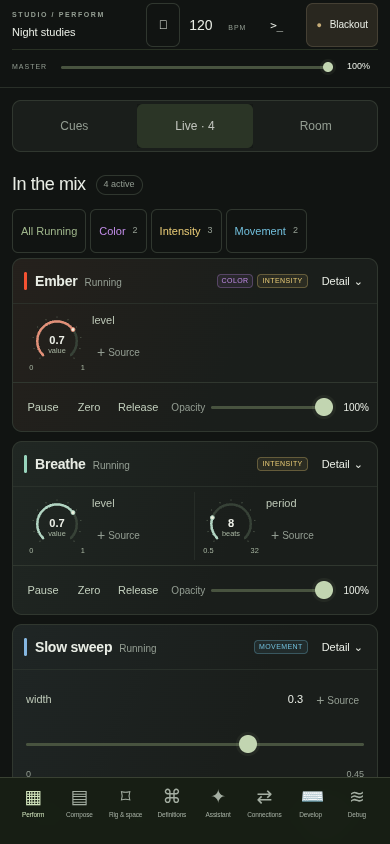 STUDIO / PERFORM
Night studies
120 BPM >_ Blackout
MASTER 100%
Cues Live · 4 Room
In the mix 4 active
All Running Color 2 Intensity 3 Movement 2
Ember Running COLOR INTENSITY Detail
level
0.7
value
+ Source
0 1
Pause Zero Release Opacity 100%
Breathe Running INTENSITY Detail
level period
0.7 8
value beats
+ Source + Source
0 1 0.5 32
Pause Zero Release Opacity 100%
Slow sweep Running MOVEMENT Detail
width 0.3 + Source
0 0.45
Perform Compose Rig & space Definitions Assistant Connections Develop Debug